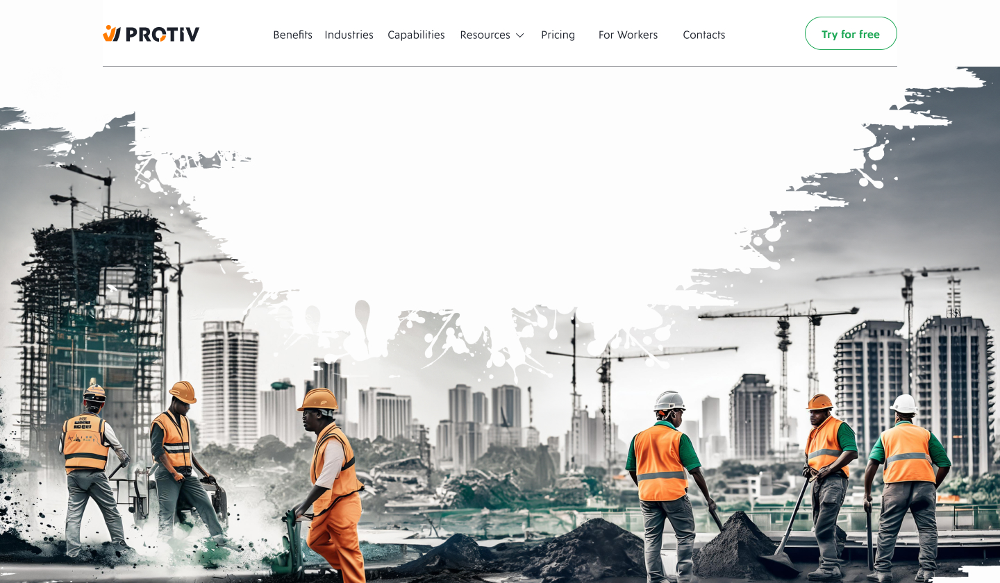 PROTIV
Benefits Industries Capabilities Resources Pricing For Workers Contacts
Try for free